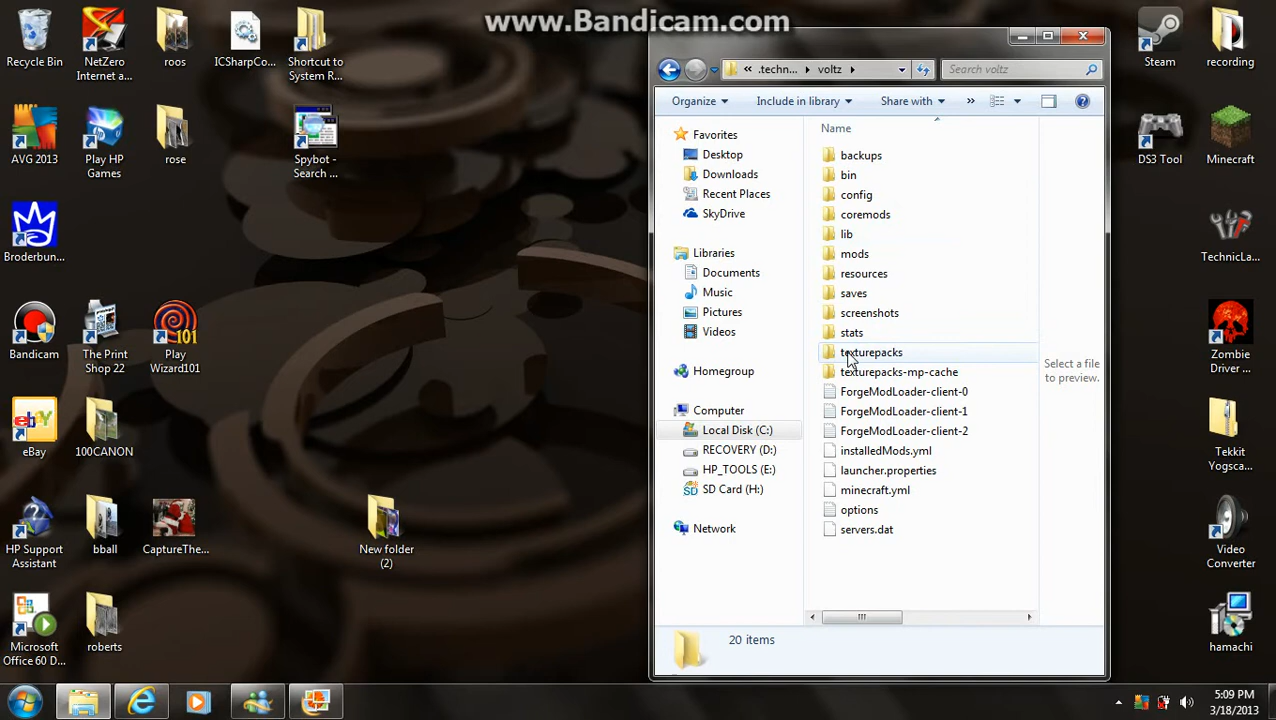 www.Bandicam.com
Recycle Bin
NetZero
Internet a...
roos
ICSharpCo...
Shortcut to
System R...
AVG 2013
Play HP
Games
rose
Spybot -
Search ...
Broderbun...
Bandicam
The Print
Shop 22
Play
Wizard101
eBay
100CANON
HP Support
Assistant
bball
CaptureThe...
New folder
(2)
Microsoft
Office 60 D...
roberts
« .techn... voltz
Search voltz
Organize
Include in library
Share with
»
Name
Favorites
Desktop
Downloads
Recent Places
SkyDrive
Libraries
Documents
Music
Pictures
Videos
Homegroup
Computer
Local Disk (C:)
RECOVERY (D:)
HP_TOOLS (E:)
SD Card (H:)
Network
backups
bin
config
coremods
lib
mods
resources
saves
screenshots
stats
texturepacks
texturepacks-mp-cache
ForgeModLoader-client-0
ForgeModLoader-client-1
ForgeModLoader-client-2
installedMods.yml
launcher.properties
minecraft.yml
options
servers.dat
Select a file
to preview.
20 items
Steam
recording
DS3 Tool
Minecraft
TechnicLa...
Zombie
Driver ...
Tekkit
Yogsca...
Video
Converter
hamachi
5:09 PM
3/18/2013